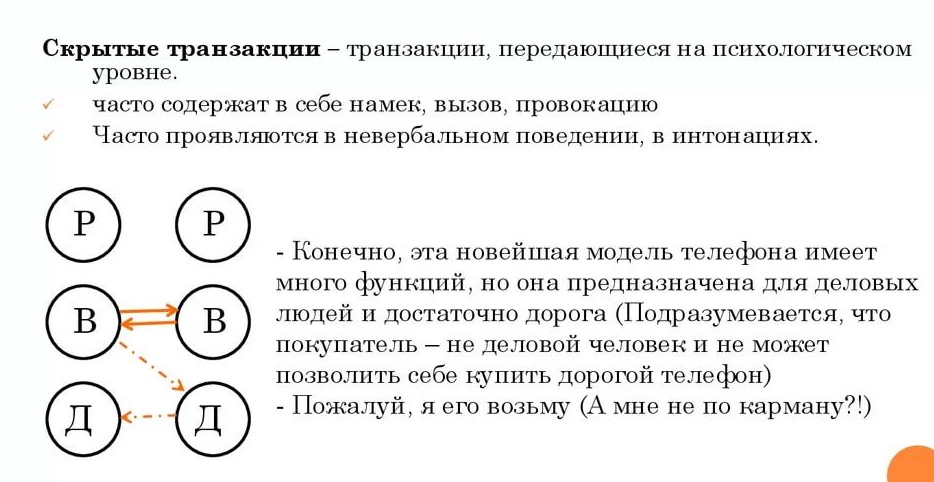 Скрытые транзакции – транзакции, передающиеся на психологическом
уровне.
часто содержат в себе намек, вызов, провокацию
Часто проявляются в невербальном поведении, в интонациях.
Р Р
В В
Д Д
- Конечно, эта новейшая модель телефона имеет
много функций, но она предназначена для деловых
людей и достаточно дорога (Подразумевается, что
покупатель – не деловой человек и не может
позволить себе купить дорогой телефон)
- Пожалуй, я его возьму (А мне не по карману?!)